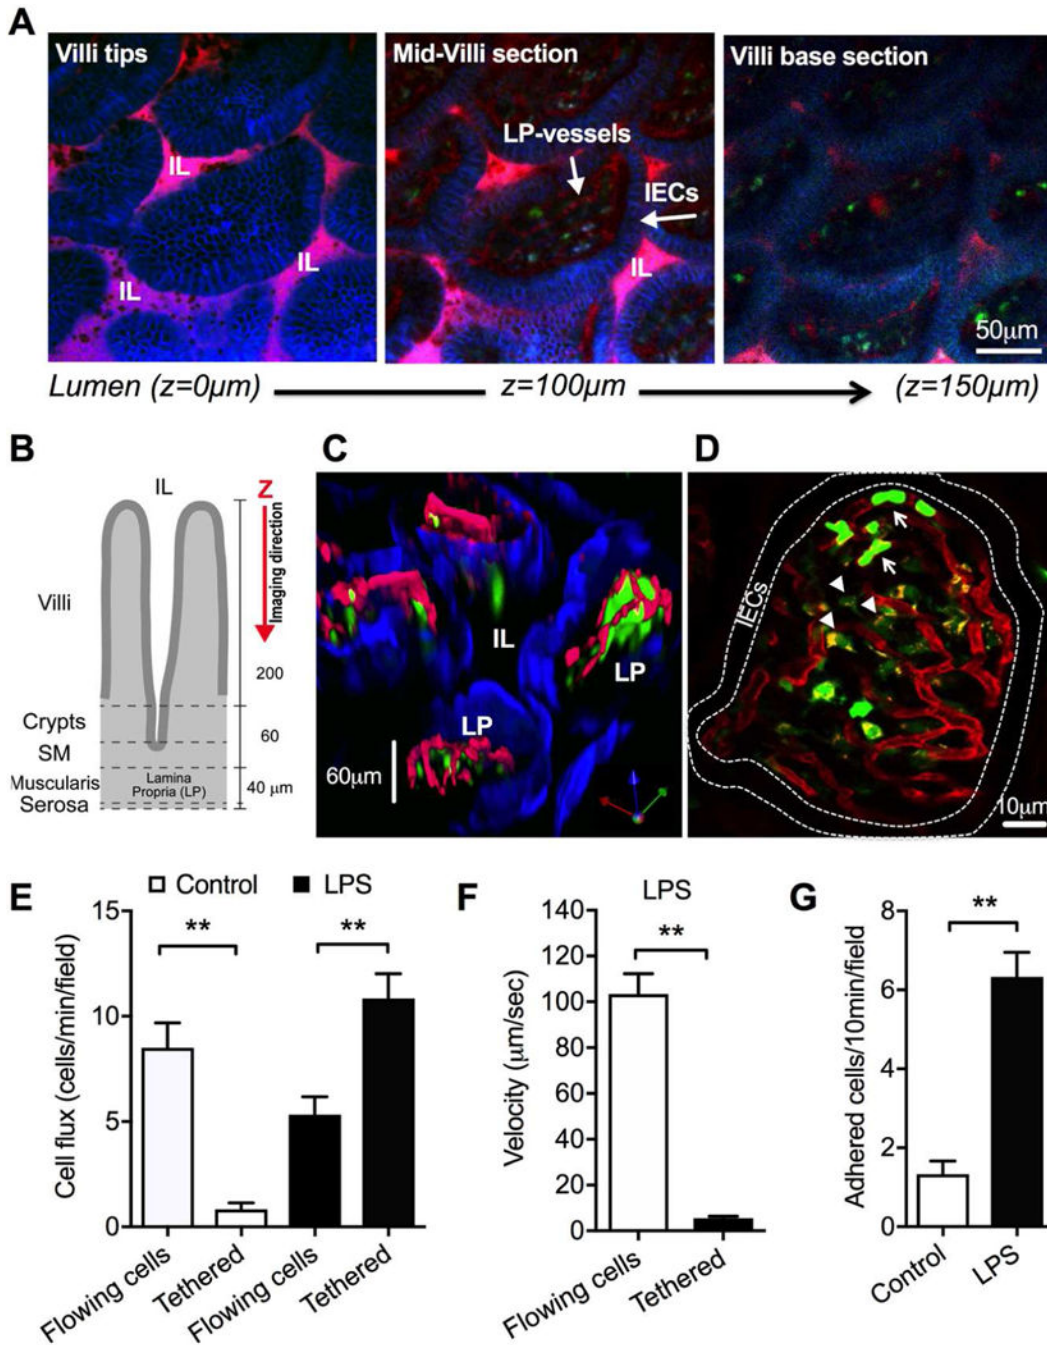 A
Villi tips
Mid-Villi section
Villi base section
LP-vessels
IECs
IL
IL
IL
IL
50μm
Lumen (z=0μm)
z=100μm
(z=150μm)
B
IL
Z
Imaging direction
Villi
200
Crypts
60
SM
Muscularis
Lamina
Propria (LP)
40 μm
Serosa
C
IL
LP
LP
60μm
D
IECs
10μm
E
Control
LPS
15
10
5
0
Cell flux (cells/min/field)
**
**
Flowing cells
Tethered
Flowing cells
Tethered
F
LPS
140
120
100
80
60
40
20
0
Velocity (μm/sec)
**
Flowing cells
Tethered
G
8
6
4
2
0
Adhered cells/10min/field
**
Control
LPS